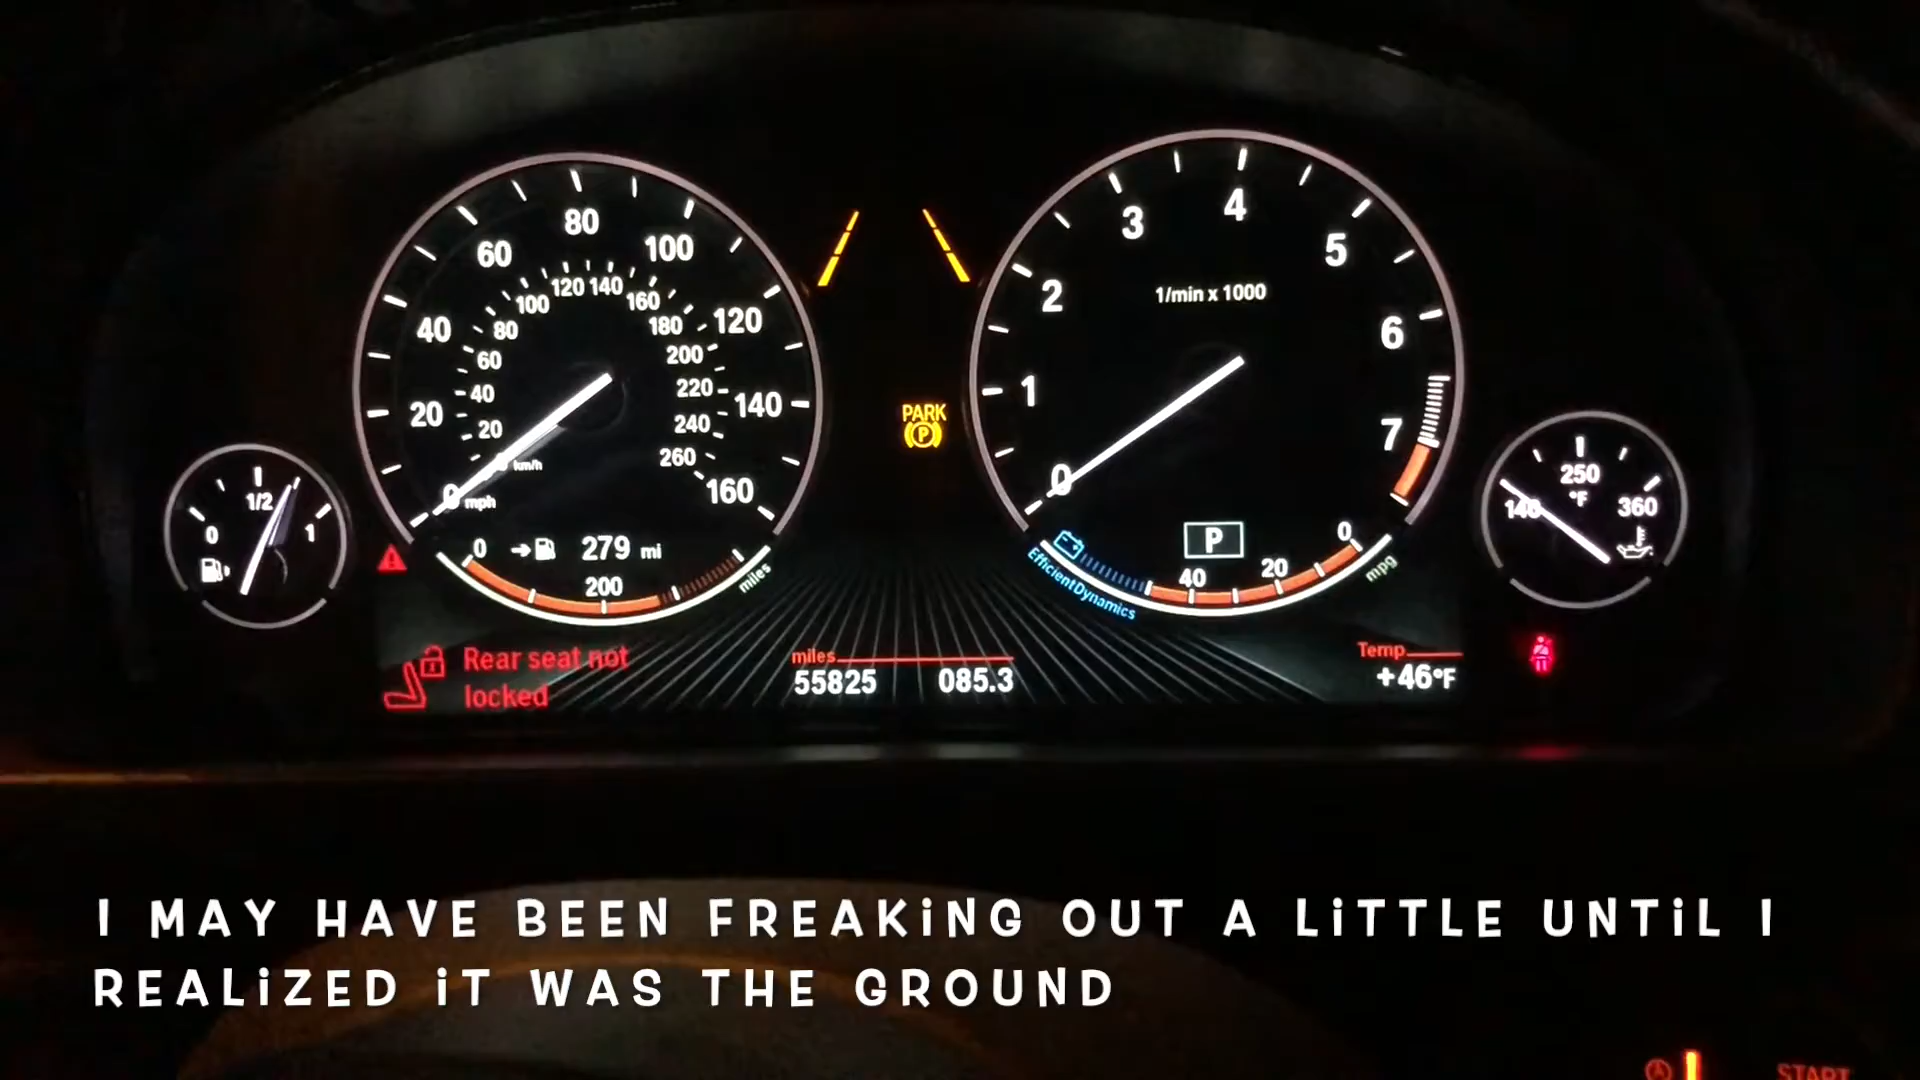 80
60
100
120 140
100
160
40
80
180
120
60
200
40
220
20
140
20
240
km/h
260
0
mph
160
1/2
0
1
0
279 mi
200
miles
PARK
P
4
3
5
2
1/min x 1000
6
1
7
0
P
0
40
20
mpg
EfficientDynamics
250
°F
140
360
Rear seat not
locked
miles
55825 085.3
Temp
+46°F
I MAY HAVE BEEN FREAKiNG OUT A LiTTLE UNTiL I
REALiZED iT WAS THE GROUND
START